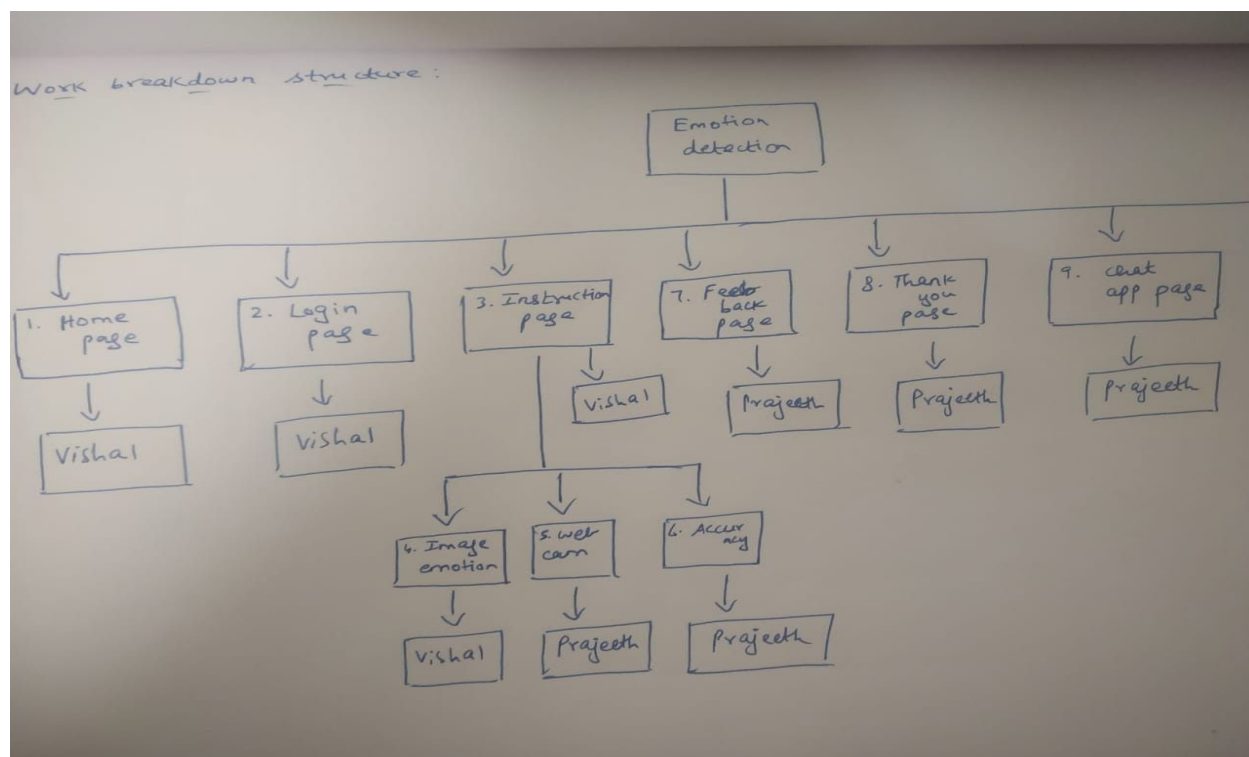 Work breakdown structure:
Emotion
detection
1. Home
page
2. Login
page
3. Instruction
page
7. Feed
back
page
8. Thank
you
page
9. chat
app page
Vishal
Vishal
Vishal
Prajeeth
Prajeeth
Prajeeth
4. Image
emotion
5. web
cam
6. Accur
acy
Vishal
Prajeeth
Prajeeth